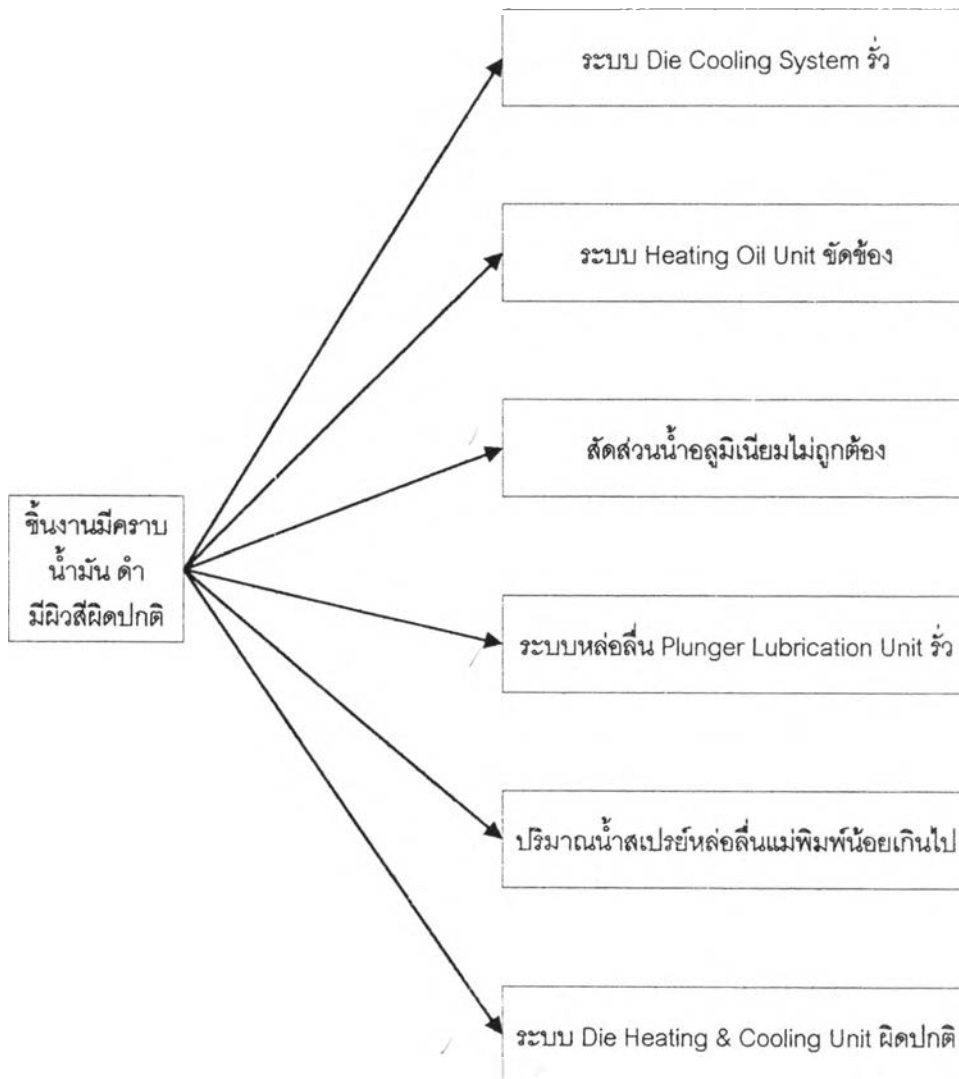 ระบบ Die Cooling System รั่ว
ระบบ Heating Oil Unit ขัดข้อง
สัดส่วนน้ำอลูมิเนียมไม่ถูกต้อง
ชิ้นงานมีคราบ
น้ำมัน ดำ
มีผิวสีผิดปกติ
ระบบหล่อลื่น Plunger Lubrication Unit รั่ว
ปริมาณน้ำสเปรย์หล่อลื่นแม่พิมพ์น้อยเกินไป
ระบบ Die Heating & Cooling Unit ผิดปกติ